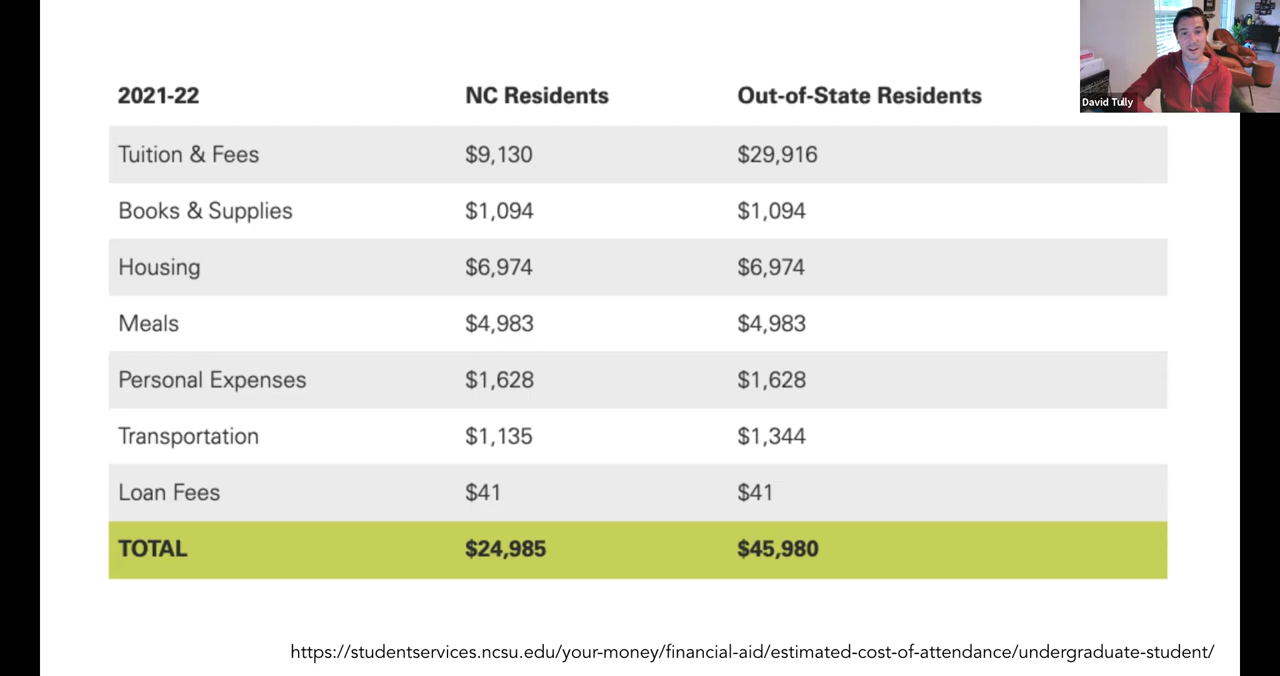 2021-22 NC Residents Out-of-State Residents
Tuition & Fees $9,130 $29,916
Books & Supplies $1,094 $1,094
Housing $6,974 $6,974
Meals $4,983 $4,983
Personal Expenses $1,628 $1,628
Transportation $1,135 $1,344
Loan Fees $41 $41
TOTAL $24,985 $45,980
https://studentservices.ncsu.edu/your-money/financial-aid/estimated-cost-of-attendance/undergraduate-student/
David Tully